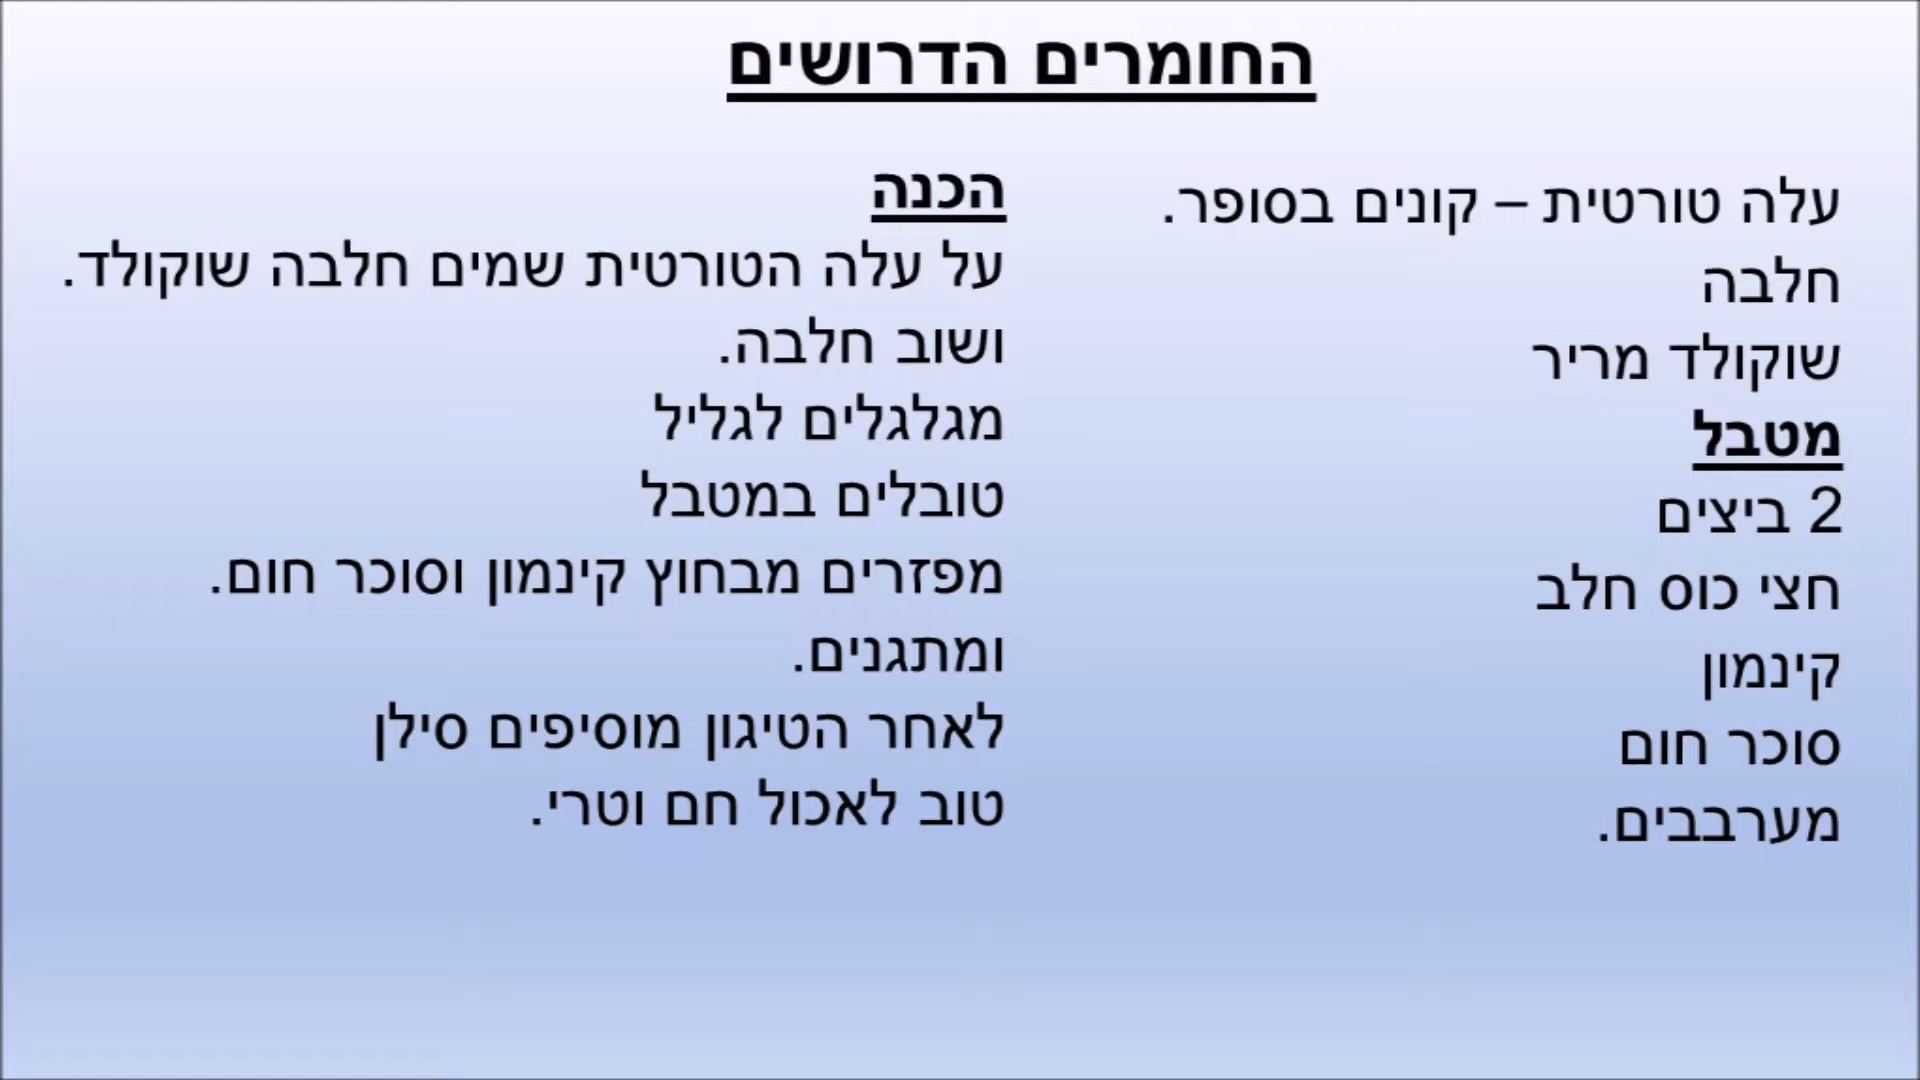 החומרים הדרושים
עלה טורטית – קונים בסופר.
חלבה
שוקולד מריר
מטבל
2 ביצים
חצי כוס חלב
קינמון
סוכר חום
מערבבים.
הכנה
על עלה הטורטית שמים חלבה שוקולד.
ושוב חלבה.
מגלגלים לגליל
טובלים במטבל
מפזרים מבחוץ קינמון וסוכר חום.
ומתגנים.
לאחר הטיגון מוסיפים סילן
טוב לאכול חם וטרי.